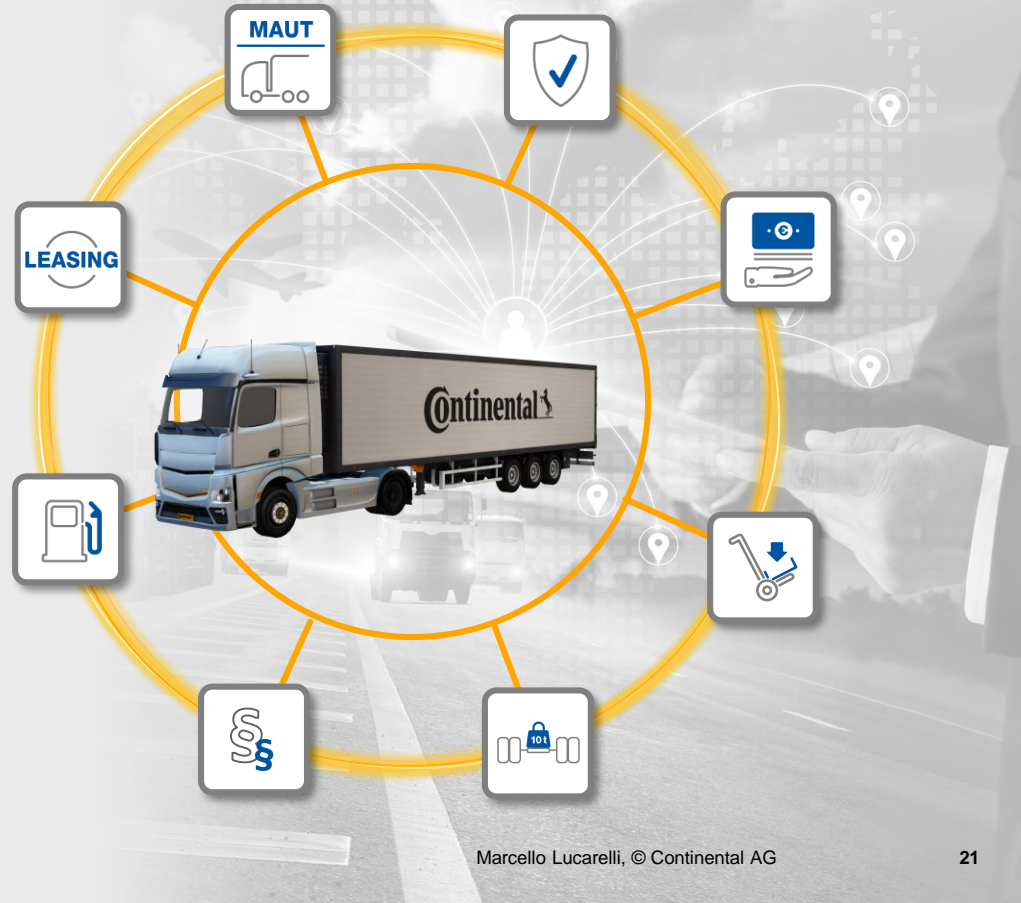 MAUT
LEASING
·€·
Continental
§
§
10 t
Marcello Lucarelli, © Continental AG
21